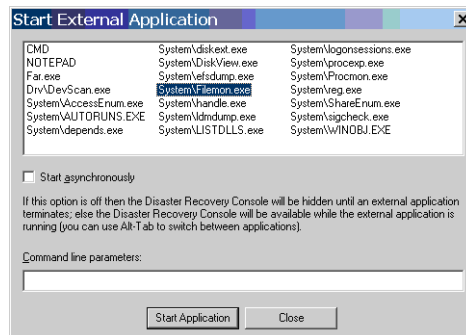 Start External Application
CMD
NOTEPAD
Far.exe
Drv\DevScan.exe
System\AccessEnum.exe
System\AUTORUNS.EXE
System\depends.exe
System\diskext.exe
System\DiskView.exe
System\efsdump.exe
System\Filemon.exe
System\handle.exe
System\ldmdump.exe
System\LISTDLLS.exe
System\logonsessions.exe
System\procexp.exe
System\Procmon.exe
System\reg.exe
System\ShareEnum.exe
System\sigcheck.exe
System\WINOBJ.EXE
Start asynchronously
If this option is off then the Disaster Recovery Console will be hidden until an external application
terminates; else the Disaster Recovery Console will be available while the external application is
running (you can use Alt-Tab to switch between applications).
Command line parameters:
Start Application
Close